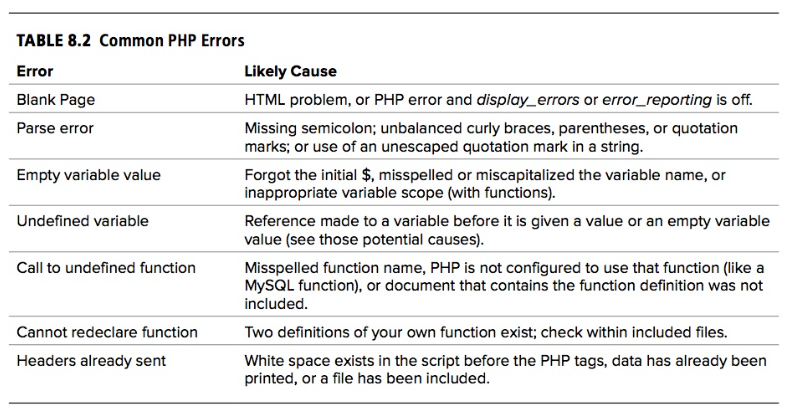 TABLE 8.2 Common PHP Errors
Error Likely Cause
Blank Page HTML problem, or PHP error and display_errors or error_reporting is off.
Parse error Missing semicolon; unbalanced curly braces, parentheses, or quotation
marks; or use of an unescaped quotation mark in a string.
Empty variable value Forgot the initial $, misspelled or miscapitalized the variable name, or
inappropriate variable scope (with functions).
Undefined variable Reference made to a variable before it is given a value or an empty variable
value (see those potential causes).
Call to undefined function Misspelled function name, PHP is not configured to use that function (like a
MySQL function), or document that contains the function definition was not
included.
Cannot redeclare function Two definitions of your own function exist; check within included files.
Headers already sent White space exists in the script before the PHP tags, data has already been
printed, or a file has been included.